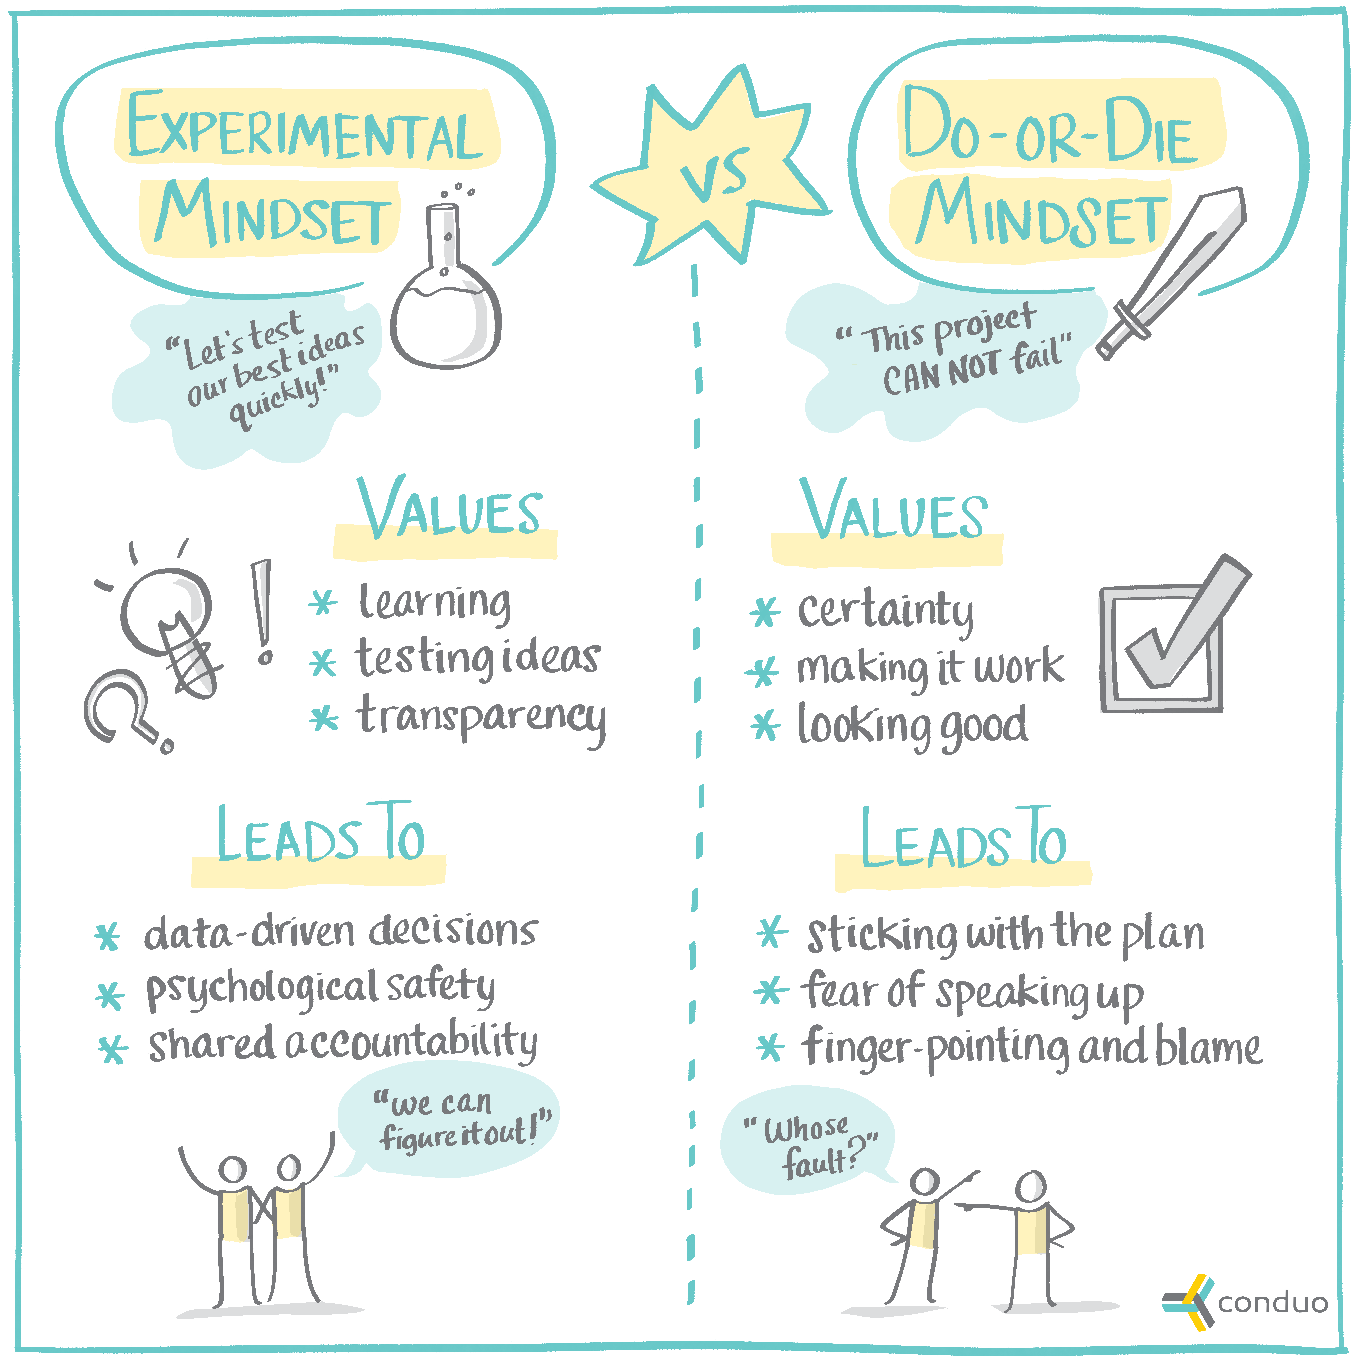 EXPERIMENTAL
MINDSET
"Let's test
our best ideas
quickly!"
VALUES
* learning
* testing ideas
* transparency
LEADS TO
* data-driven decisions
* psychological safety
* shared accountability
"we can
figure it out!"
VS
DO-OR-DIE
MINDSET
"This project
CAN NOT fail"
VALUES
* certainty
* making it work
* looking good
LEADS TO
* sticking with the plan
* fear of speaking up
* finger-pointing and blame
"Whose
fault?"
conduo